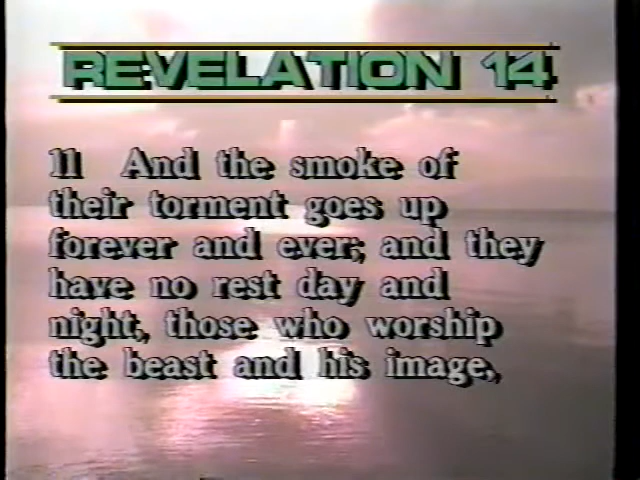 REVELATION 14
11 And the smoke of
their torment goes up
forever and ever; and they
have no rest day and
night, those who worship
the beast and his image,